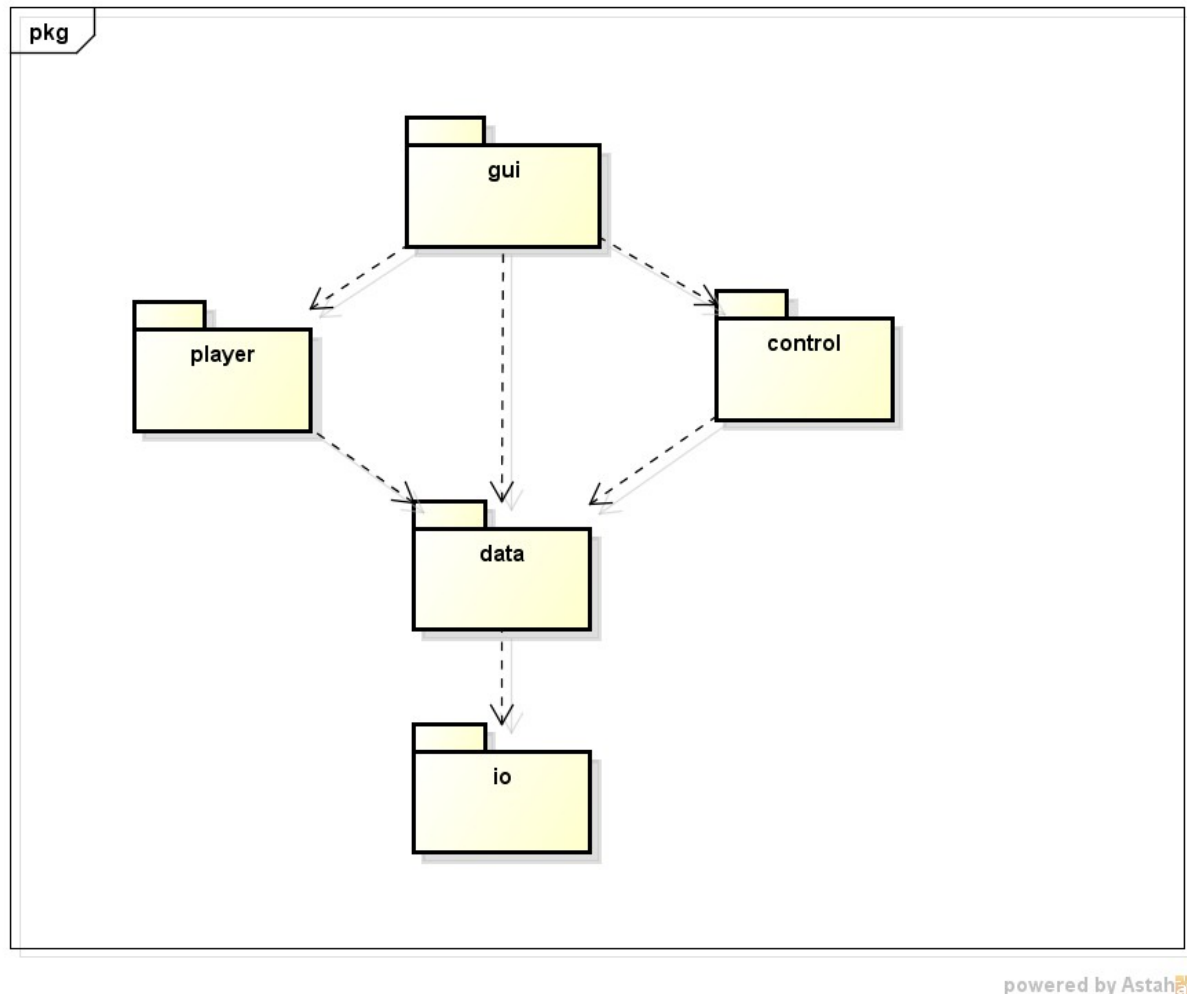 pkg
gui
player
control
data
io
powered by Astah